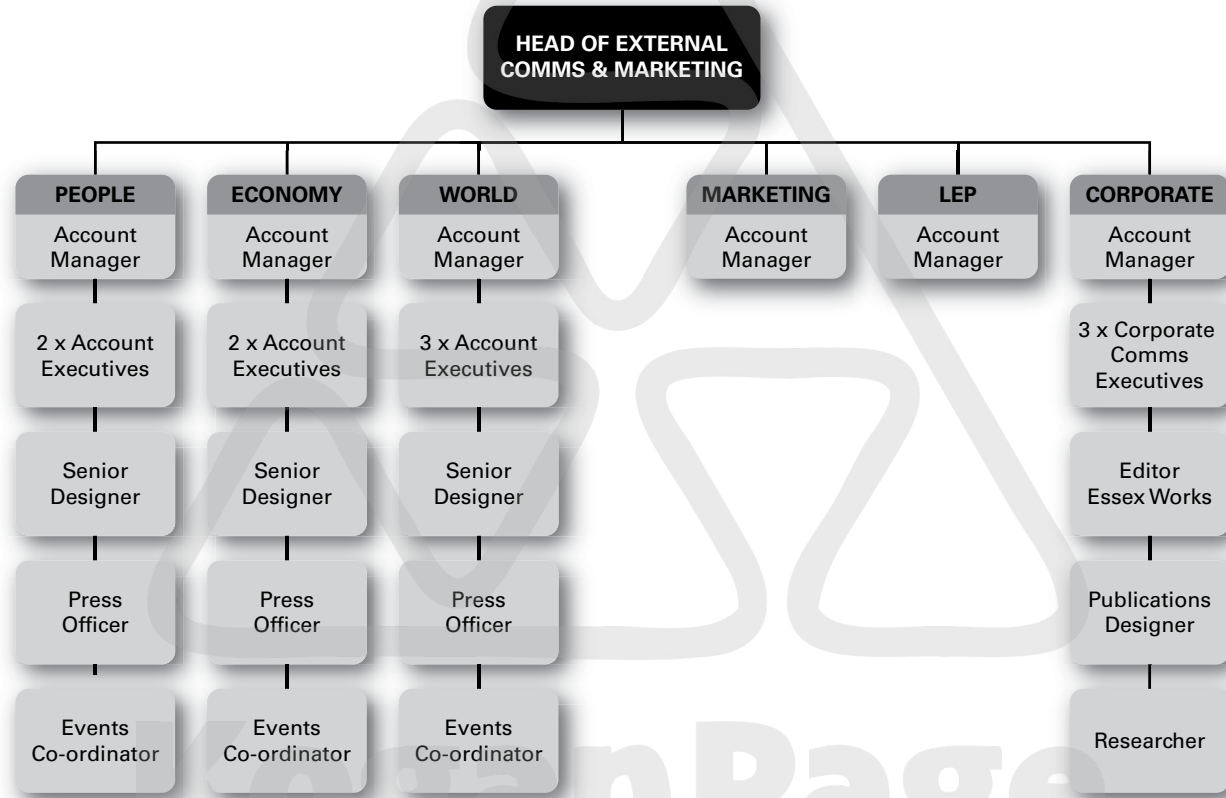 HEAD OF EXTERNAL
COMMS & MARKETING
PEOPLE
Account
Manager
2 x Account
Executives
Senior
Designer
Press
Officer
Events
Co-ordinator
ECONOMY
Account
Manager
2 x Account
Executives
Senior
Designer
Press
Officer
Events
Co-ordinator
WORLD
Account
Manager
3 x Account
Executives
Senior
Designer
Press
Officer
Events
Co-ordinator
MARKETING
Account
Manager
LEP
Account
Manager
CORPORATE
Account
Manager
3 x Corporate
Comms
Executives
Editor
Essex Works
Publications
Designer
Researcher
KoganPage